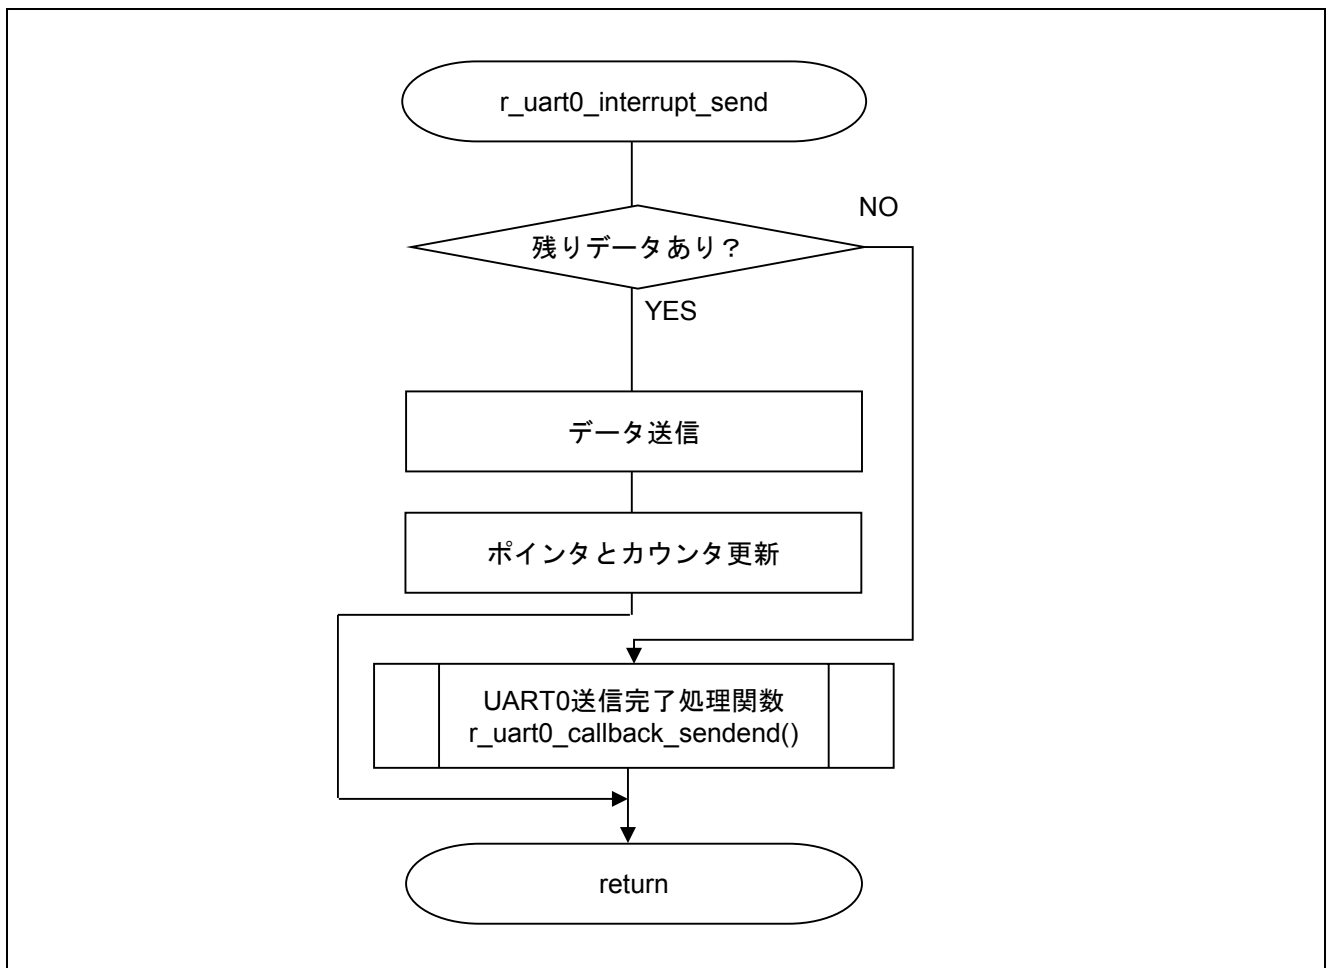 r_uart0_interrupt_send
NO
残りデータあり？
YES
データ送信
ポインタとカウンタ更新
UART0送信完了処理関数
r_uart0_callback_sendend()
return